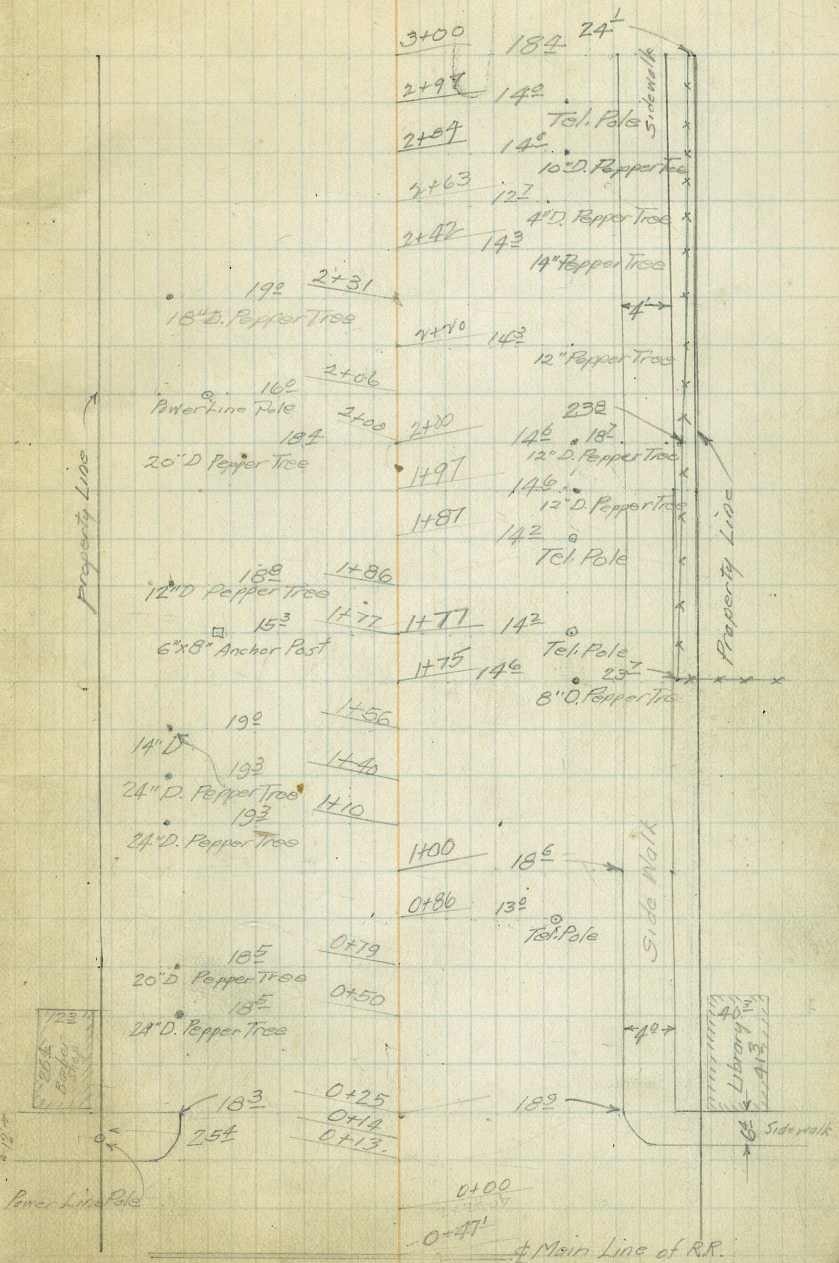 3+00 18 4 24 1
Sidewalk
2+97 14 0
Tel. Pole
2+84 14 0
10"D. Pepper Tree
2+63 12 7
4"D. Pepper Tree
2+42 14 3
14" Pepper Tree
19 0 2+31
18"D. Pepper Tree
4'
2+20 14 3
12" Pepper Tree
16 0 2+06
Power Line Pole
23 8
18 4 2+00
2+00 14 6 18 7
20" D Pepper Tree
12"D. Pepper Tree
1+97 14 6
12"D. Pepper Tree
1+87 14 2
Tel. Pole
Property Line
Property Line
18 8 1+86
12"D Pepper Tree
15 3 1+77
1+77 14 2
6"x8" Anchor Post
Tel. Pole
1+75 14 6 23 7
8"D. Pepper Tre
19 0 1+56
14"D
19 3 1+40
24"D. Pepper Tree
19 3 1+10
24"D. Pepper Tree
1+00 18 6
0+86 13 0
Tel. Pole
Side Walk
18 5 0+79
20"D Pepper Tree
18 5 0+50
24"D. Pepper Tree
4 0
Barber
Shop
26 4
Library
41 3
18 3 0+25
18 9
0+14
25 4 0+13
6
Sidewalk
Power Line Pole
0+00
0+47 1
℄ Main Line of R.R.